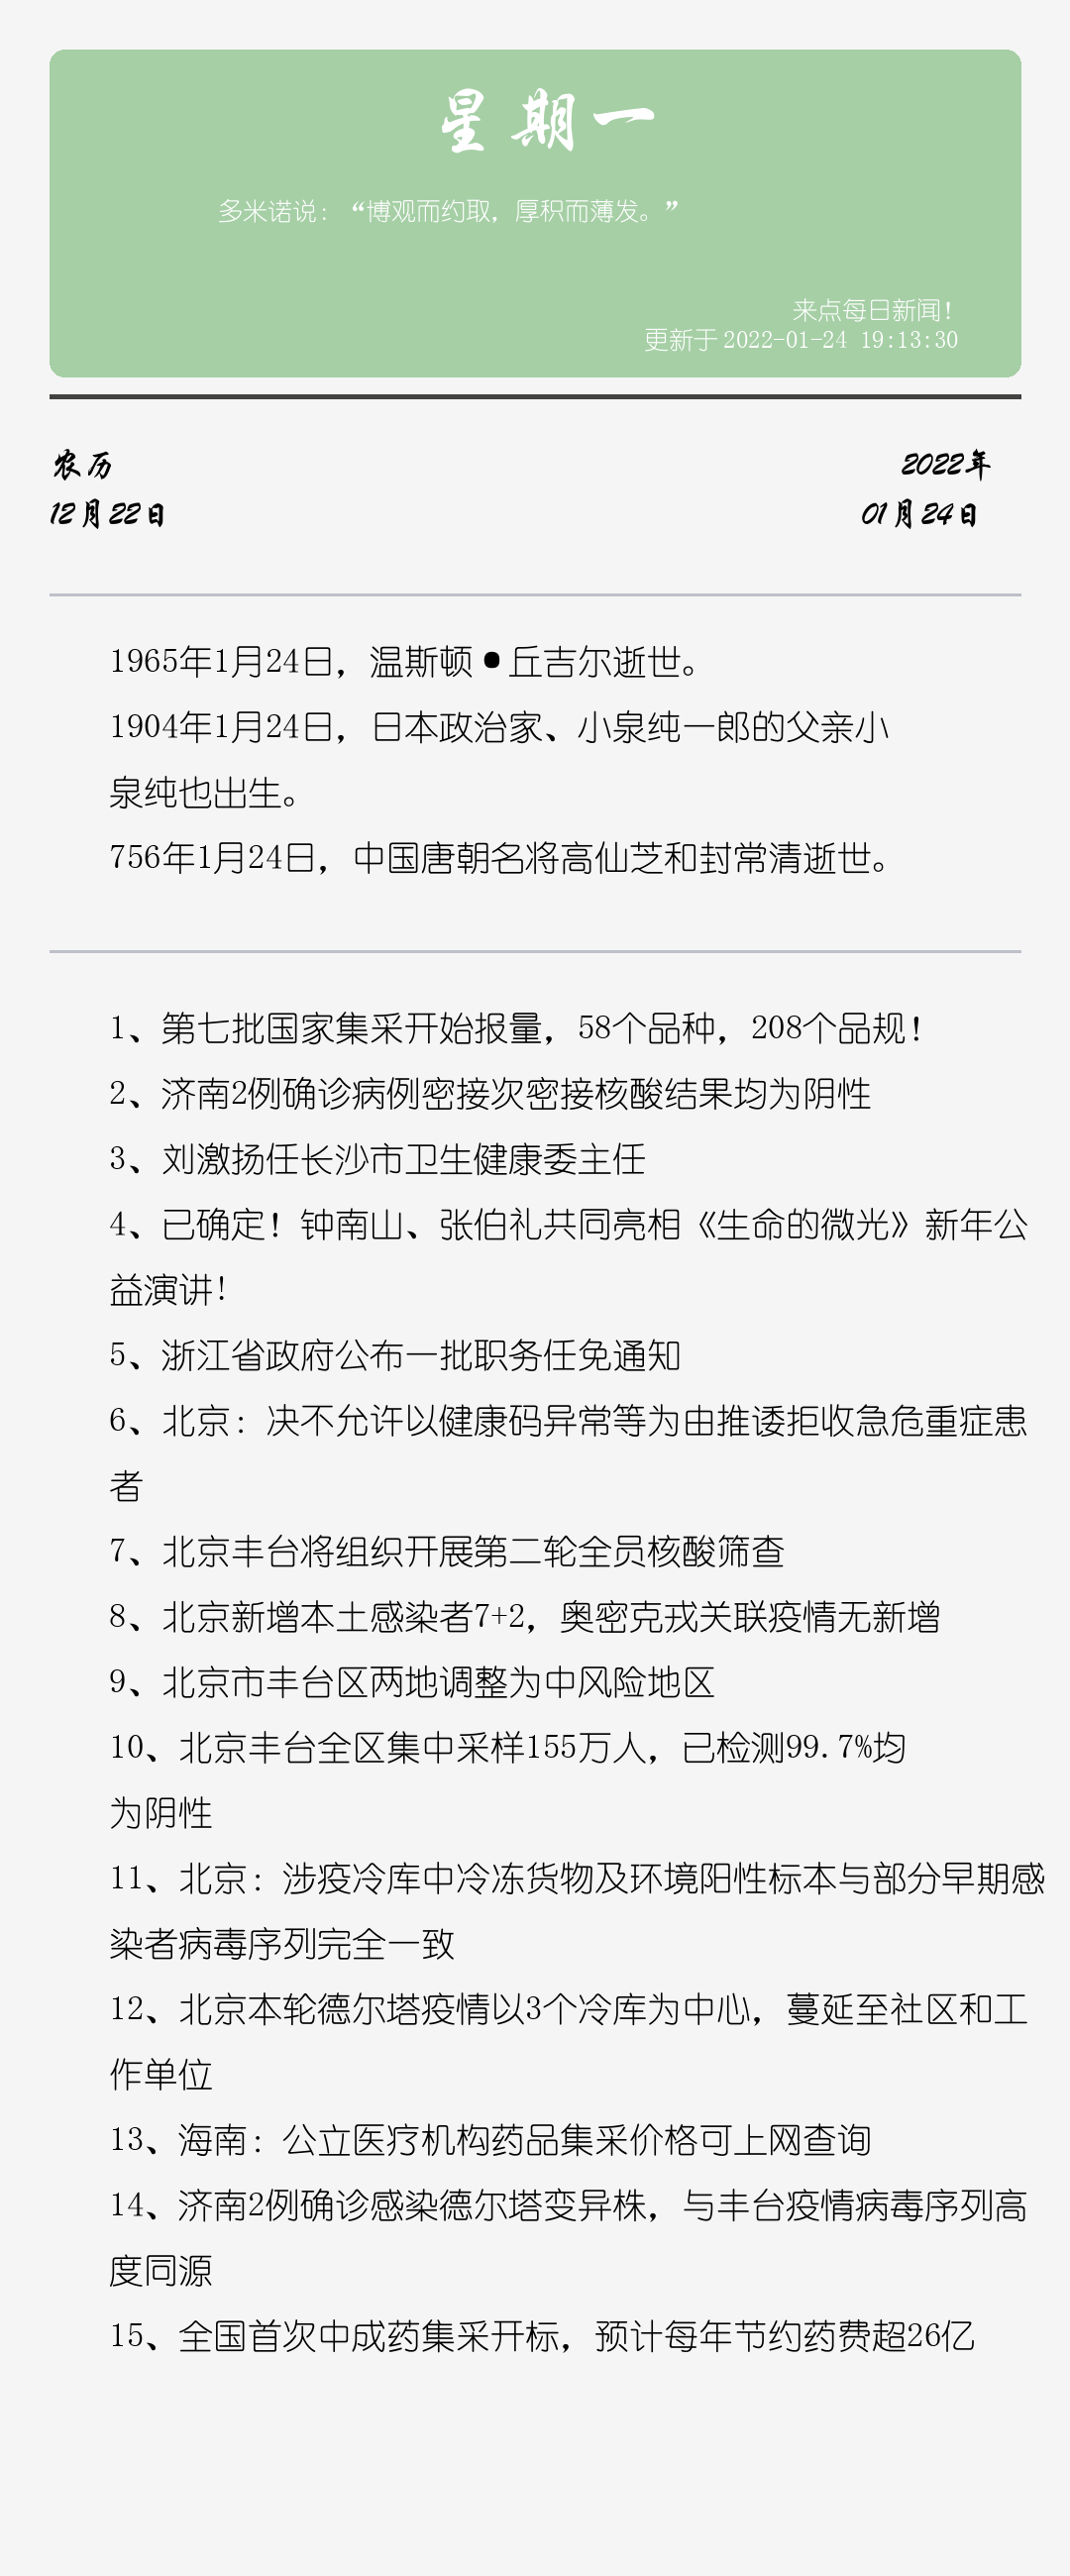 星期一
多米诺说：“博观而约取，厚积而薄发。”
来点每日新闻！
更新于 2022-01-24 19:13:30
农历
12月22日
2022年
01月24日
1965年1月24日，温斯顿●丘吉尔逝世。
1904年1月24日，日本政治家、小泉纯一郎的父亲小
泉纯也出生。
756年1月24日，中国唐朝名将高仙芝和封常清逝世。
1、第七批国家集采开始报量，58个品种，208个品规！
2、济南2例确诊病例密接次密接核酸结果均为阴性
3、刘激扬任长沙市卫生健康委主任
4、已确定！钟南山、张伯礼共同亮相《生命的微光》新年公
益演讲！
5、浙江省政府公布一批职务任免通知
6、北京：决不允许以健康码异常等为由推诿拒收急危重症患
者
7、北京丰台将组织开展第二轮全员核酸筛查
8、北京新增本土感染者7+2，奥密克戎关联疫情无新增
9、北京市丰台区两地调整为中风险地区
10、北京丰台全区集中采样155万人，已检测99.7%均
为阴性
11、北京：涉疫冷库中冷冻货物及环境阳性标本与部分早期感
染者病毒序列完全一致
12、北京本轮德尔塔疫情以3个冷库为中心，蔓延至社区和工
作单位
13、海南：公立医疗机构药品集采价格可上网查询
14、济南2例确诊感染德尔塔变异株，与丰台疫情病毒序列高
度同源
15、全国首次中成药集采开标，预计每年节约药费超26亿